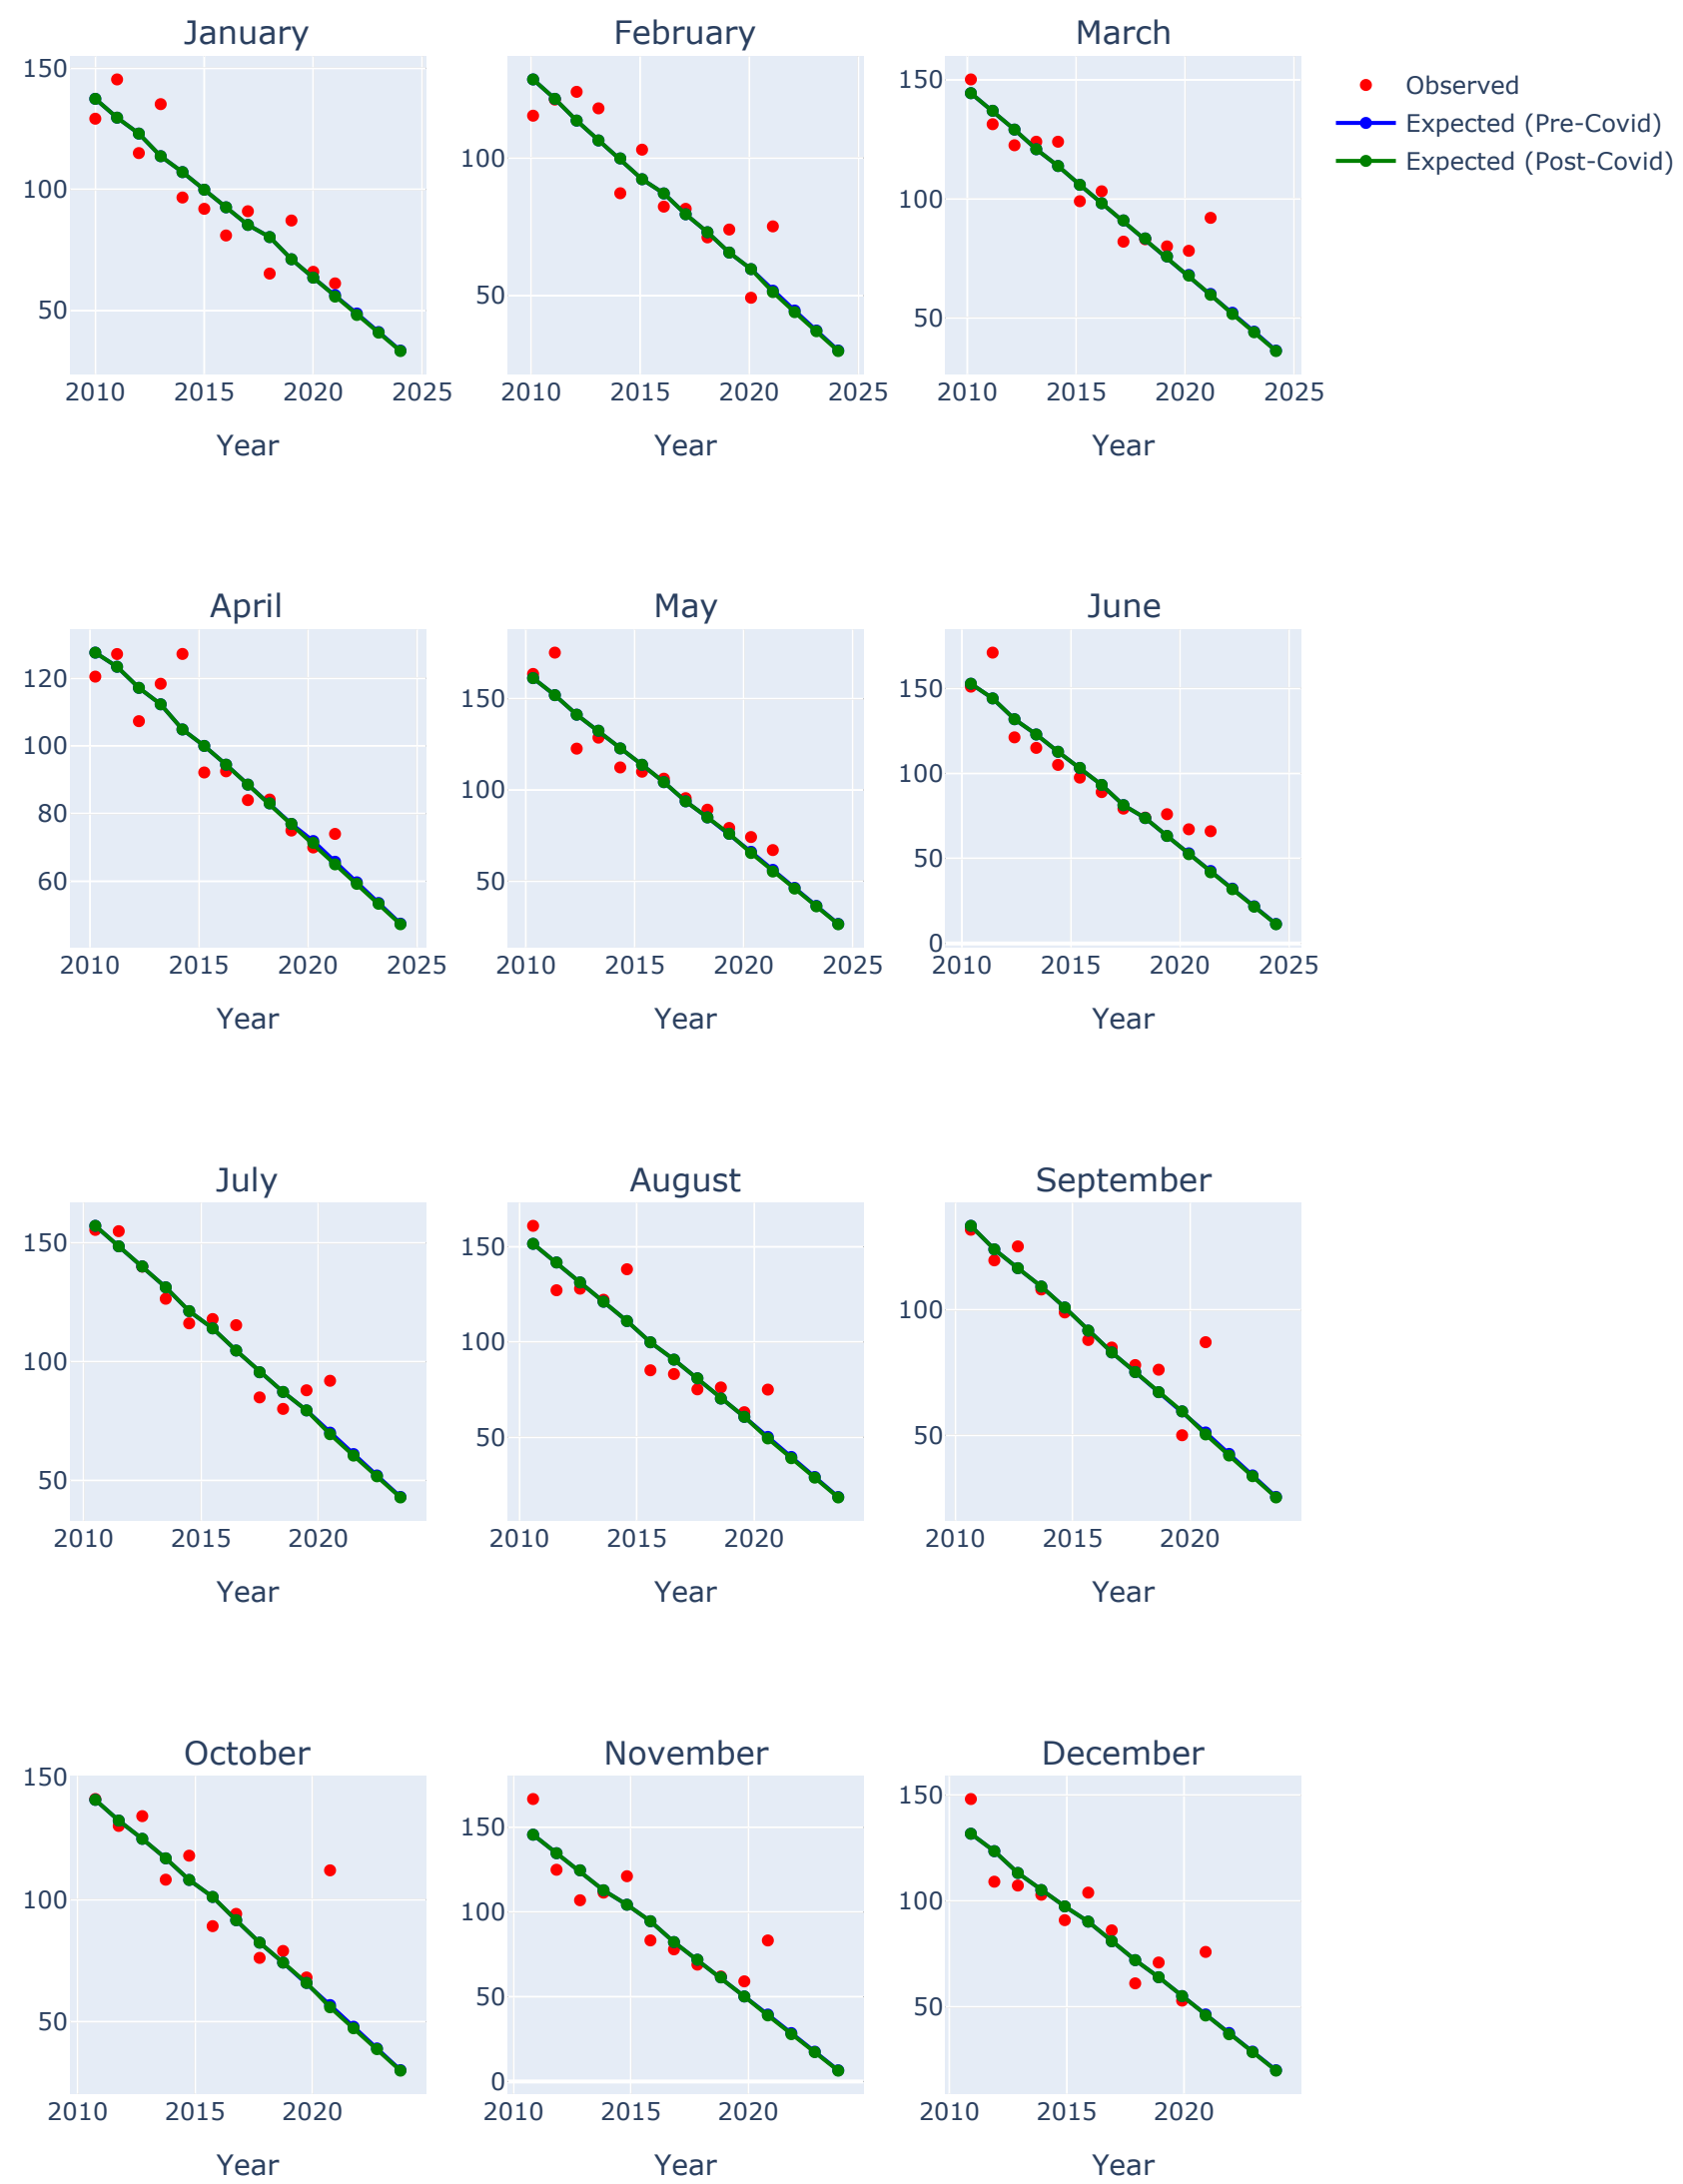 January February March
150
100
50
2010 2015 2020 2025
Year
100
50
2010 2015 2020 2025
Year
150
100
50
2010 2015 2020 2025
Year
Observed
Expected (Pre-Covid)
Expected (Post-Covid)
April May June
120
100
80
60
2010 2015 2020 2025
Year
150
100
50
2010 2015 2020 2025
Year
150
100
50
0
2010 2015 2020 2025
Year
July August September
150
100
50
2010 2015 2020
Year
150
100
50
2010 2015 2020
Year
100
50
2010 2015 2020
Year
October November December
150
100
50
2010 2015 2020
Year
150
100
50
0
2010 2015 2020
Year
150
100
50
2010 2015 2020
Year